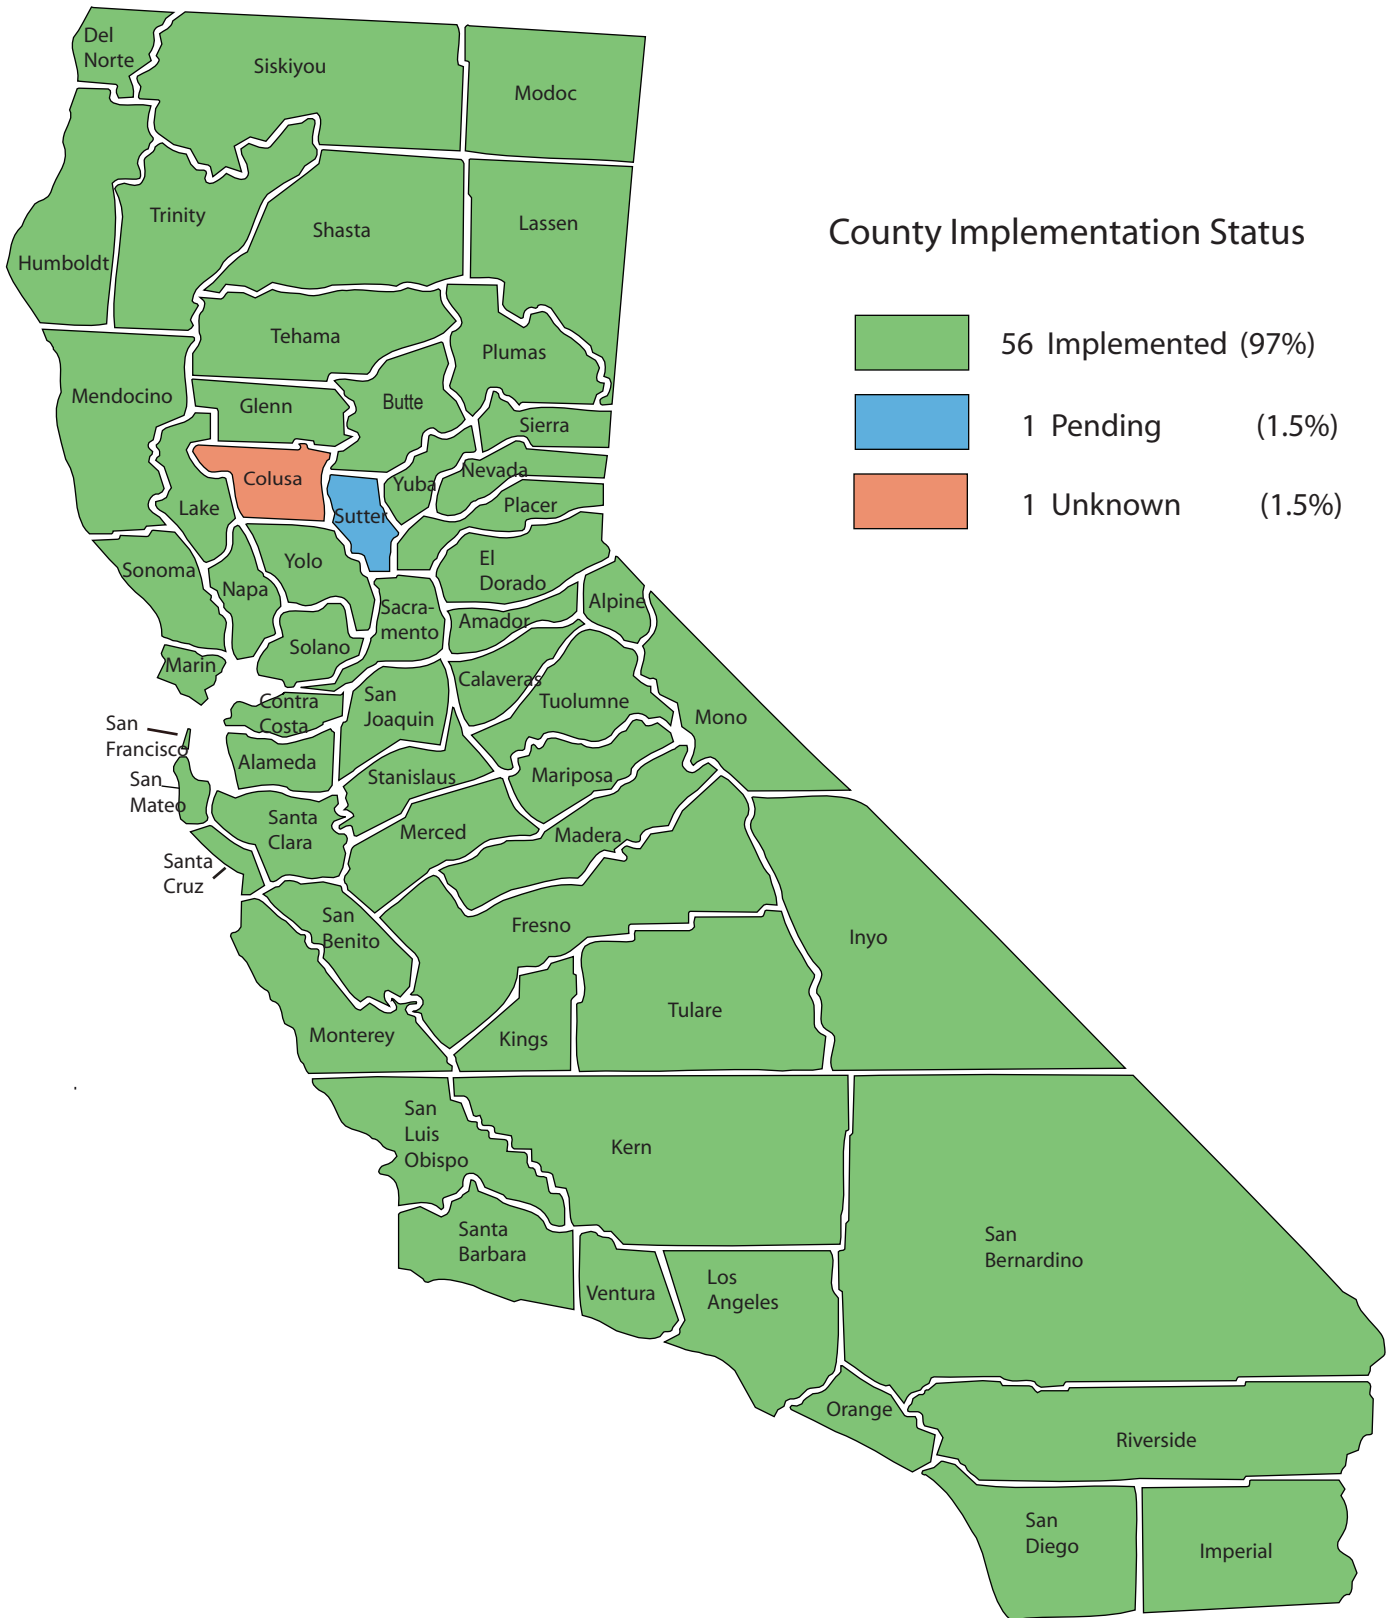 Del
Norte
Siskiyou
Modoc
Humboldt
Trinity
Shasta
Lassen
County Implementation Status
56 Implemented (97%)
1 Pending (1.5%)
1 Unknown (1.5%)
Tehama
Plumas
Mendocino
Glenn
Butte
Sierra
Colusa
Lake
Sutter
Yuba
Nevada
Placer
Sonoma
Napa
Yolo
El
Dorado
Sacra-
mento
Amador
Alpine
Solano
Marin
Contra
Costa
San
Joaquin
Calaveras
Tuolumne
Mono
San
Francisco
Alameda
Stanislaus
Mariposa
San
Mateo
Santa
Clara
Merced
Madera
Santa
Cruz
San
Benito
Fresno
Inyo
Monterey
Kings
Tulare
San
Luis
Obispo
Kern
Santa
Barbara
Ventura
Los
Angeles
San
Bernardino
Orange
Riverside
San
Diego
Imperial